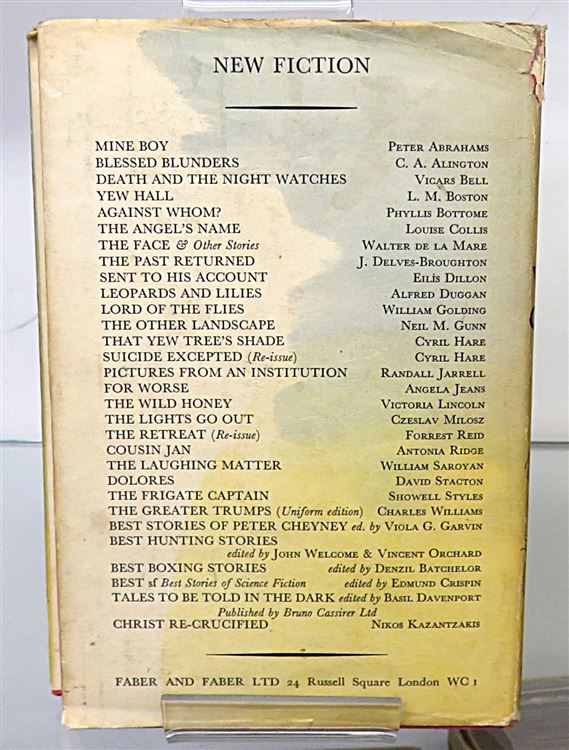 NEW FICTION
MINE BOY PETER ABRAHAMS
BLESSED BLUNDERS C. A. ALINGTON
DEATH AND THE NIGHT WATCHES VICARS BELL
YEW HALL L. M. BOSTON
AGAINST WHOM? PHYLLIS BOTTOME
THE ANGEL'S NAME LOUISE COLLIS
THE FACE & Other Stories WALTER DE LA MARE
THE PAST RETURNED J. DELVES-BROUGHTON
SENT TO HIS ACCOUNT EILÍS DILLON
LEOPARDS AND LILIES ALFRED DUGGAN
LORD OF THE FLIES WILLIAM GOLDING
THE OTHER LANDSCAPE NEIL M. GUNN
THAT YEW TREE'S SHADE CYRIL HARE
SUICIDE EXCEPTED (Re-issue) CYRIL HARE
PICTURES FROM AN INSTITUTION RANDALL JARRELL
FOR WORSE ANGELA JEANS
THE WILD HONEY VICTORIA LINCOLN
THE LIGHTS GO OUT CZESLAV MILOSZ
THE RETREAT (Re-issue) FORREST REID
COUSIN JAN ANTONIA RIDGE
THE LAUGHING MATTER WILLIAM SAROYAN
DOLORES DAVID STACTON
THE FRIGATE CAPTAIN SHOWELL STYLES
THE GREATER TRUMPS (Uniform edition) CHARLES WILLIAMS
BEST STORIES OF PETER CHEYNEY ed. by VIOLA G. GARVIN
BEST HUNTING STORIES
edited by JOHN WELCOME & VINCENT ORCHARD
BEST BOXING STORIES edited by DENZIL BATCHELOR
BEST sf Best Stories of Science Fiction edited by EDMUND CRISPIN
TALES TO BE TOLD IN THE DARK edited by BASIL DAVENPORT
Published by Bruno Cassirer Ltd
CHRIST RE-CRUCIFIED NIKOS KAZANTZAKIS
FABER AND FABER LTD 24 Russell Square London WC 1